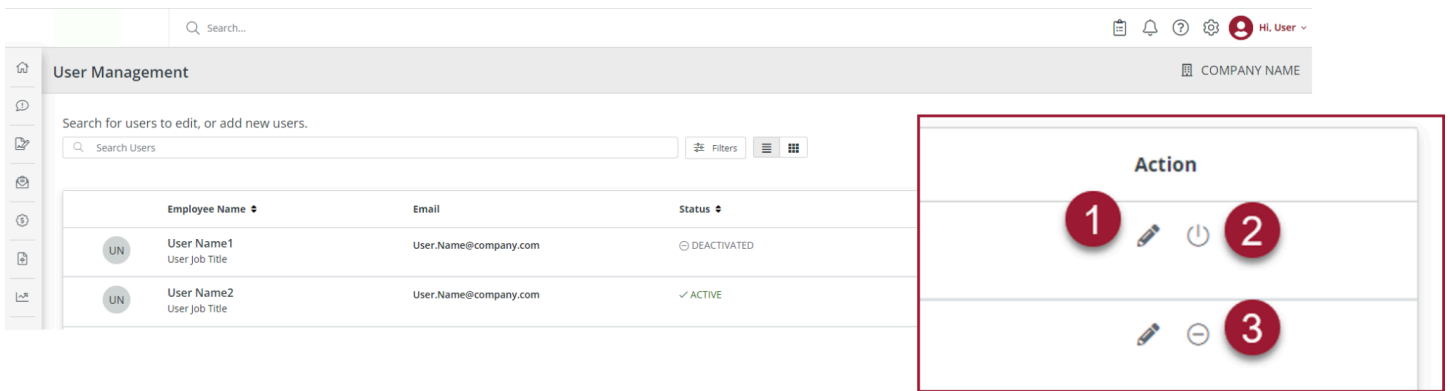 Search...
Hi, User
User Management
COMPANY NAME
Search for users to edit, or add new users.
Search Users
Filters
Employee Name Email Status
UN User Name1 User.Name@company.com DEACTIVATED
User Job Title
UN User Name2 User.Name@company.com ACTIVE
User Job Title
Action
1
2
3